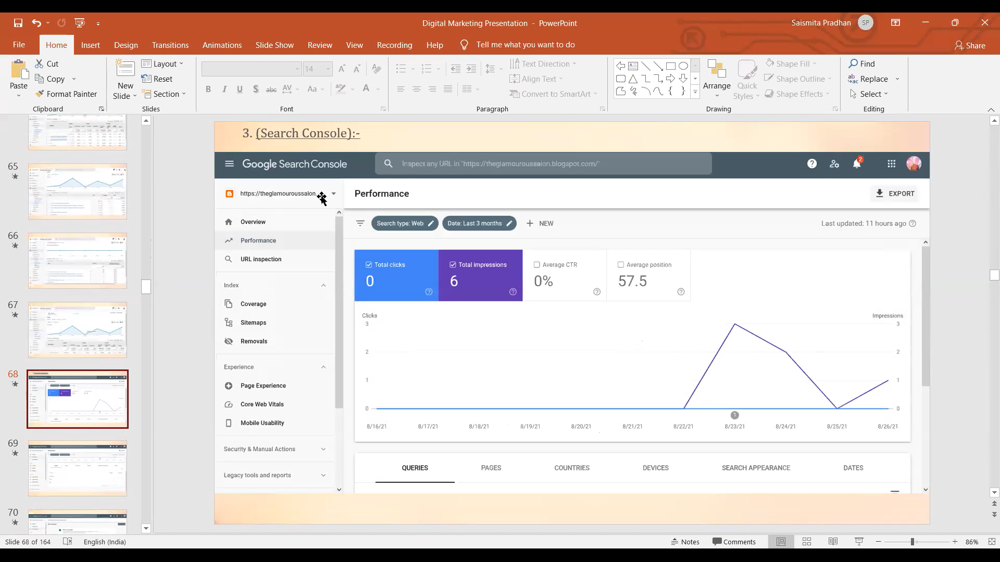 Digital Marketing Presentation - PowerPoint
Saismita Pradhan
SP
File
Home
Insert
Design
Transitions
Animations
Slide Show
Review
View
Recording
Help
Tell me what you want to do
Share
Paste
Cut
Copy
Format Painter
Clipboard
New
Slide
Layout
Reset
Section
Slides
14
B I U S abc AV Aa A
Font
Text Direction
Align Text
Convert to SmartArt
Paragraph
Arrange
Quick
Styles
Shape Fill
Shape Outline
Shape Effects
Drawing
Find
Replace
Select
Editing
65
66
67
68
69
70
3. (Search Console):-
Google Search Console
Inspect any URL in "https://theglamouroussalon.blogspot.com/"
2
https://theglamouroussalon.
Performance
EXPORT
Overview
Performance
URL inspection
Index
Coverage
Sitemaps
Removals
Experience
Page Experience
Core Web Vitals
Mobile Usability
Security & Manual Actions
Legacy tools and reports
Search type: Web
Date: Last 3 months
NEW
Last updated: 11 hours ago
Total clicks
0
Total impressions
6
Average CTR
0%
Average position
57.5
Clicks
Impressions
3 3
2 2
1 1
0 0
1
8/16/21 8/17/21 8/18/21 8/19/21 8/20/21 8/21/21 8/22/21 8/23/21 8/24/21 8/25/21 8/26/21
QUERIES PAGES COUNTRIES DEVICES SEARCH APPEARANCE DATES
Slide 68 of 164
English (India)
Notes
Comments
86%